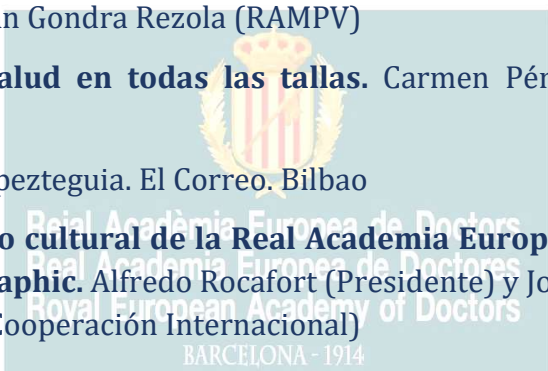 n Gondra Rezola (RAMPV)
alud en todas las tallas. Carmen Pér
pezteguia. El Correo. Bilbao
o cultural de la Real Academia Europ
Reial Acadèmia Europea de Doctors
Real Academia Europea de Doctores
aphic. Alfredo Rocafort (Presidente) y Jo
Royal European Academy of Doctors
Cooperación Internacional)
BARCELONA - 1914